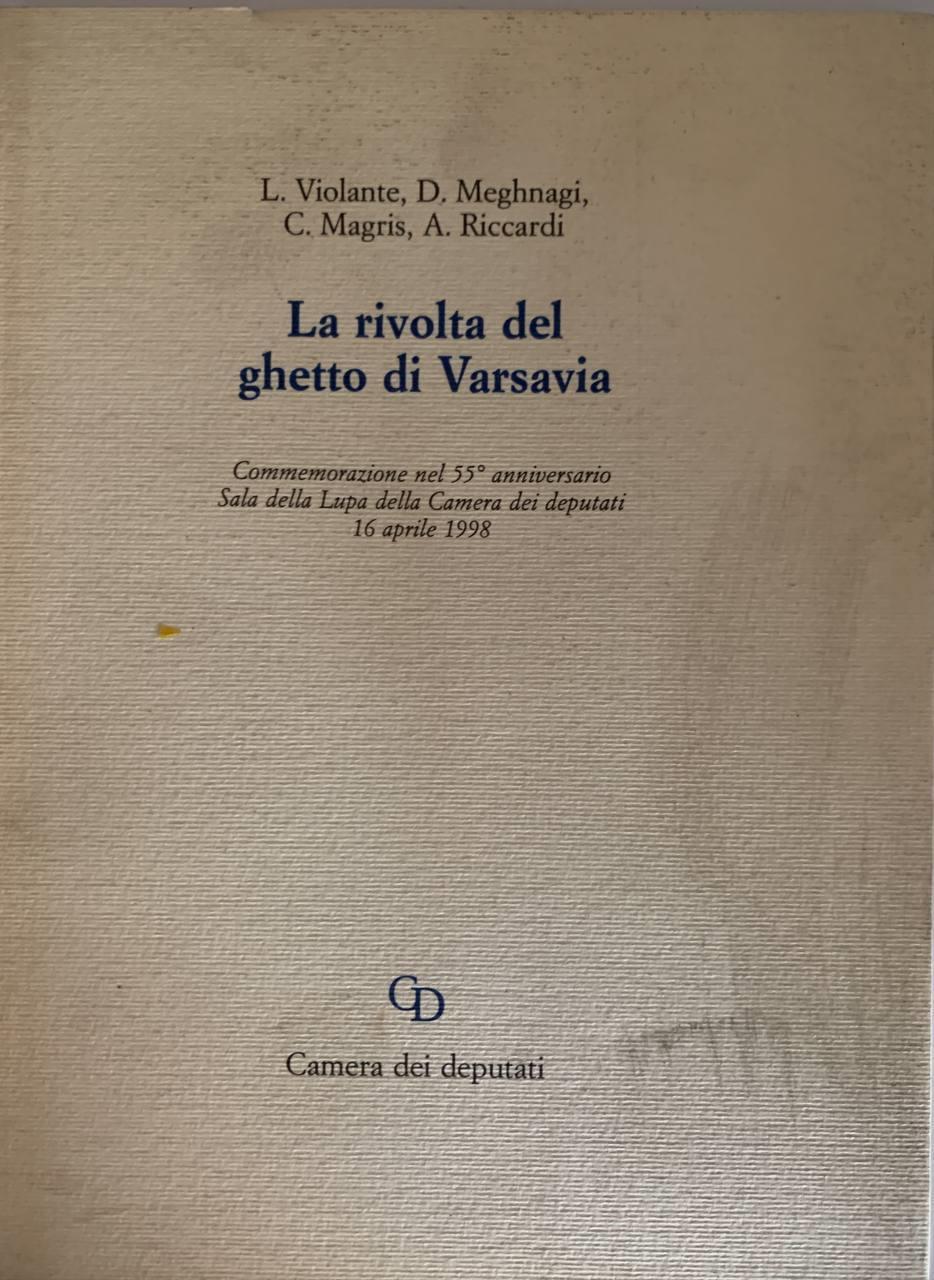 L. Violante, D. Meghnagi,
C. Magris, A. Riccardi
La rivolta del
ghetto di Varsavia
Commemorazione nel 55° anniversario
Sala della Lupa della Camera dei deputati
16 aprile 1998
CD
Camera dei deputati